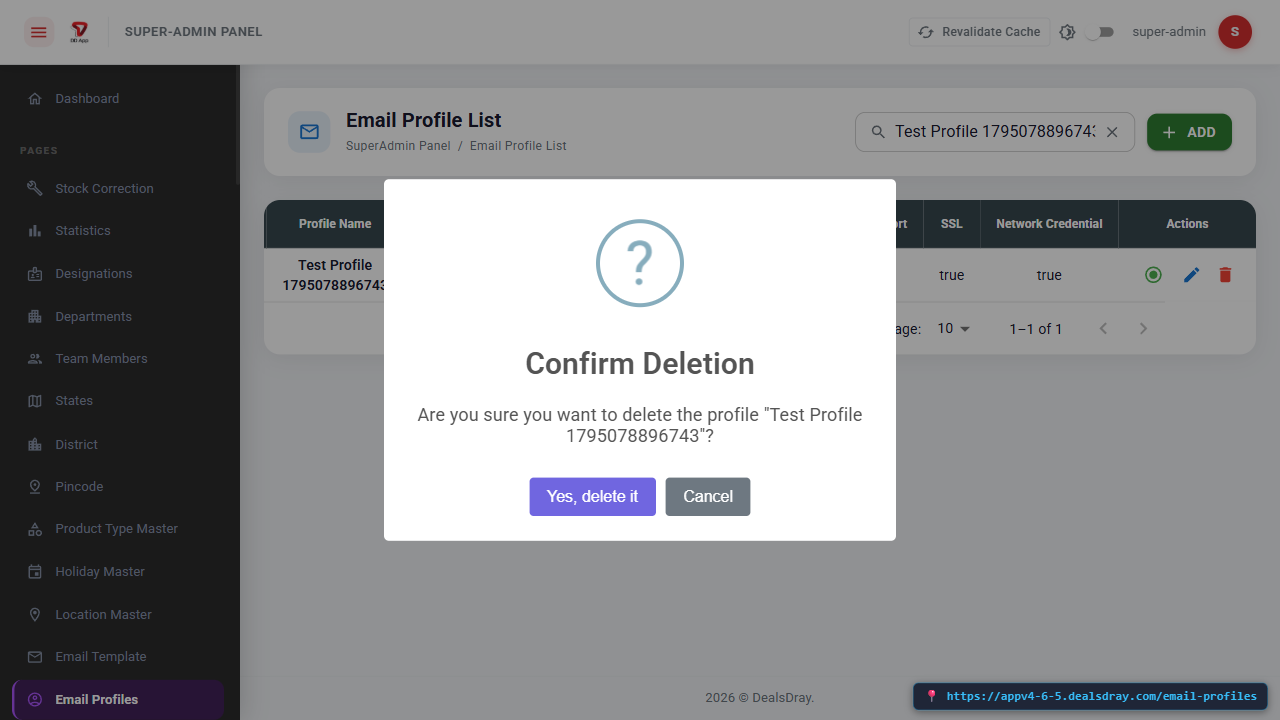 SUPER-ADMIN PANEL
Revalidate Cache
super-admin
S
Dashboard
PAGES
Stock Correction
Statistics
Designations
Departments
Team Members
States
District
Pincode
Product Type Master
Holiday Master
Location Master
Email Template
Email Profiles
Email Profile List
SuperAdmin Panel / Email Profile List
Test Profile 179507889674
ADD
Profile Name
SSL
Network Credential
Actions
Test Profile
1795078896743
true
true
10
1–1 of 1
?
Confirm Deletion
Are you sure you want to delete the profile "Test Profile
1795078896743"?
Yes, delete it
Cancel
2026 © DealsDray.
https://appv4-6-5.dealsdray.com/email-profiles